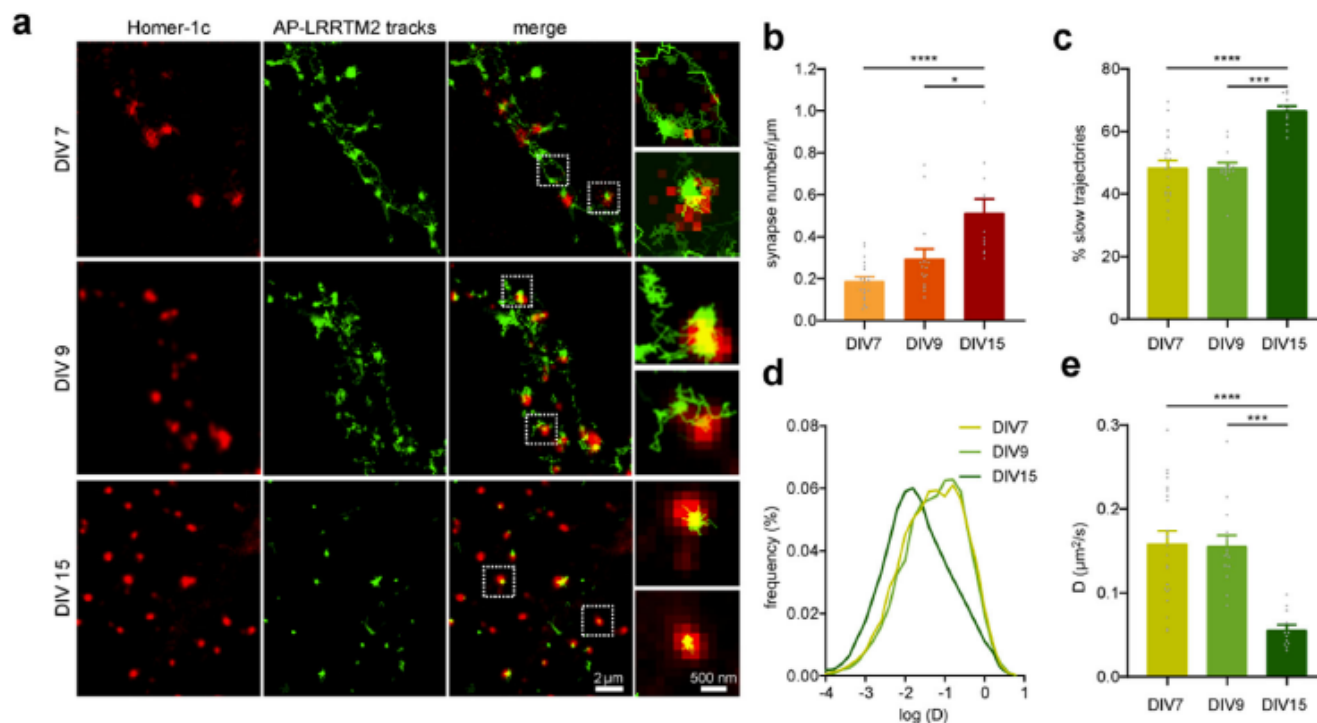 a
Homer-1c AP-LRRTM2 tracks merge
DIV 7
DIV 9
DIV 15
2 µm
500 nm
b
****
*
synapse number/µm
1.2
1.0
0.8
0.6
0.4
0.2
0.0
DIV7 DIV9 DIV15
c
****
***
% slow trajectories
80
60
40
20
0
DIV7 DIV9 DIV15
d
DIV7
DIV9
DIV15
frequency (%)
0.08
0.06
0.04
0.02
0.00
-4 -3 -2 -1 0 1
log (D)
e
****
***
D (µm²/s)
0.3
0.2
0.1
0.0
DIV7 DIV9 DIV15